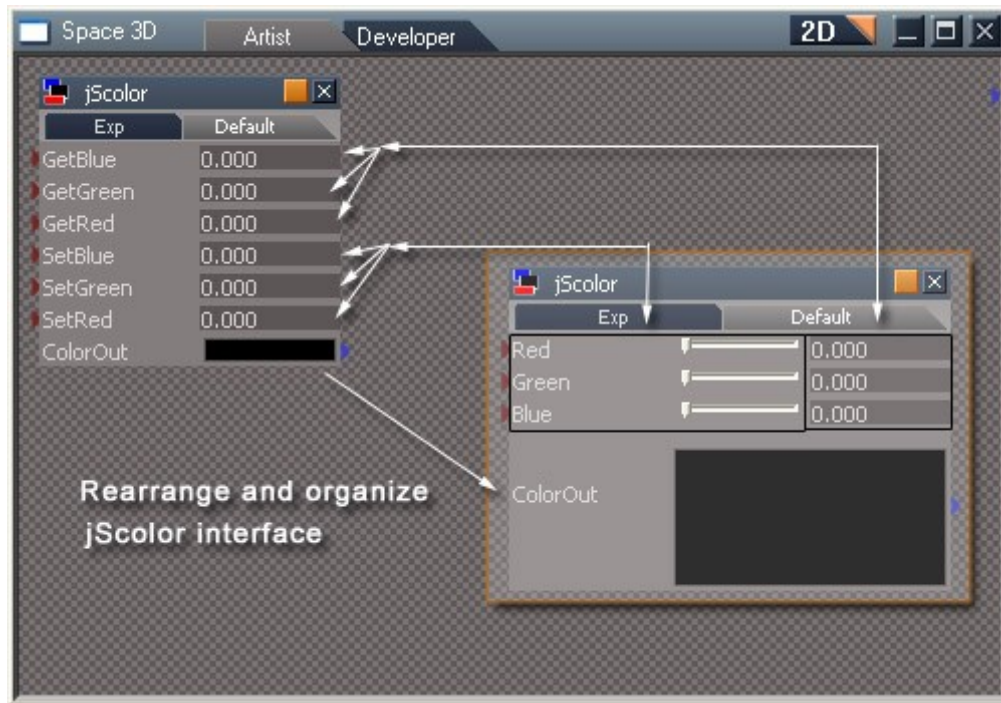 Space 3D Artist Developer 2D
jScolor
Exp Default
GetBlue 0.000
GetGreen 0.000
GetRed 0.000
SetBlue 0.000
SetGreen 0.000
SetRed 0.000
ColorOut
jScolor
Exp Default
Red 0.000
Green 0.000
Blue 0.000
ColorOut
Rearrange and organize
jScolor interface